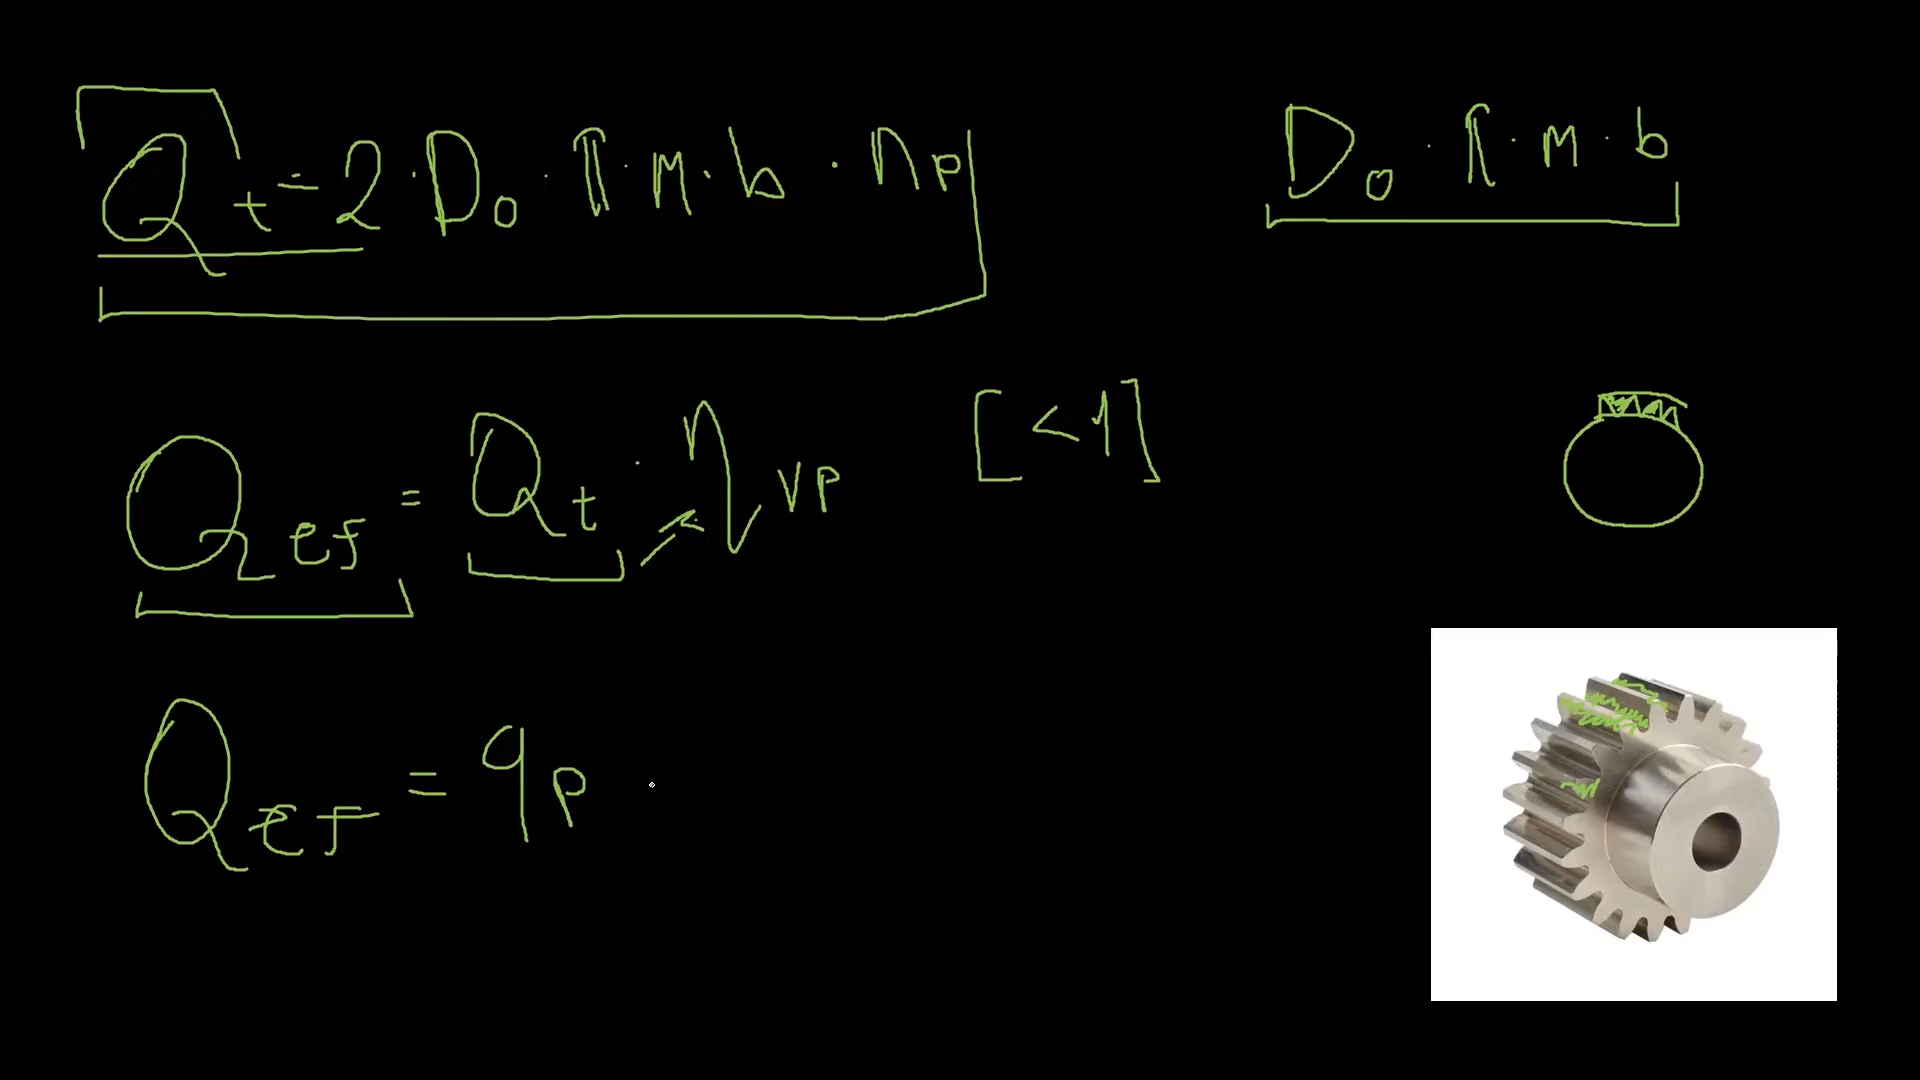 Qt = 2 · D₀ · π · m · b · nₚ
D₀ · π · m · b
Qef = Qt · ηvp [<1]
Qef = qₚ ·